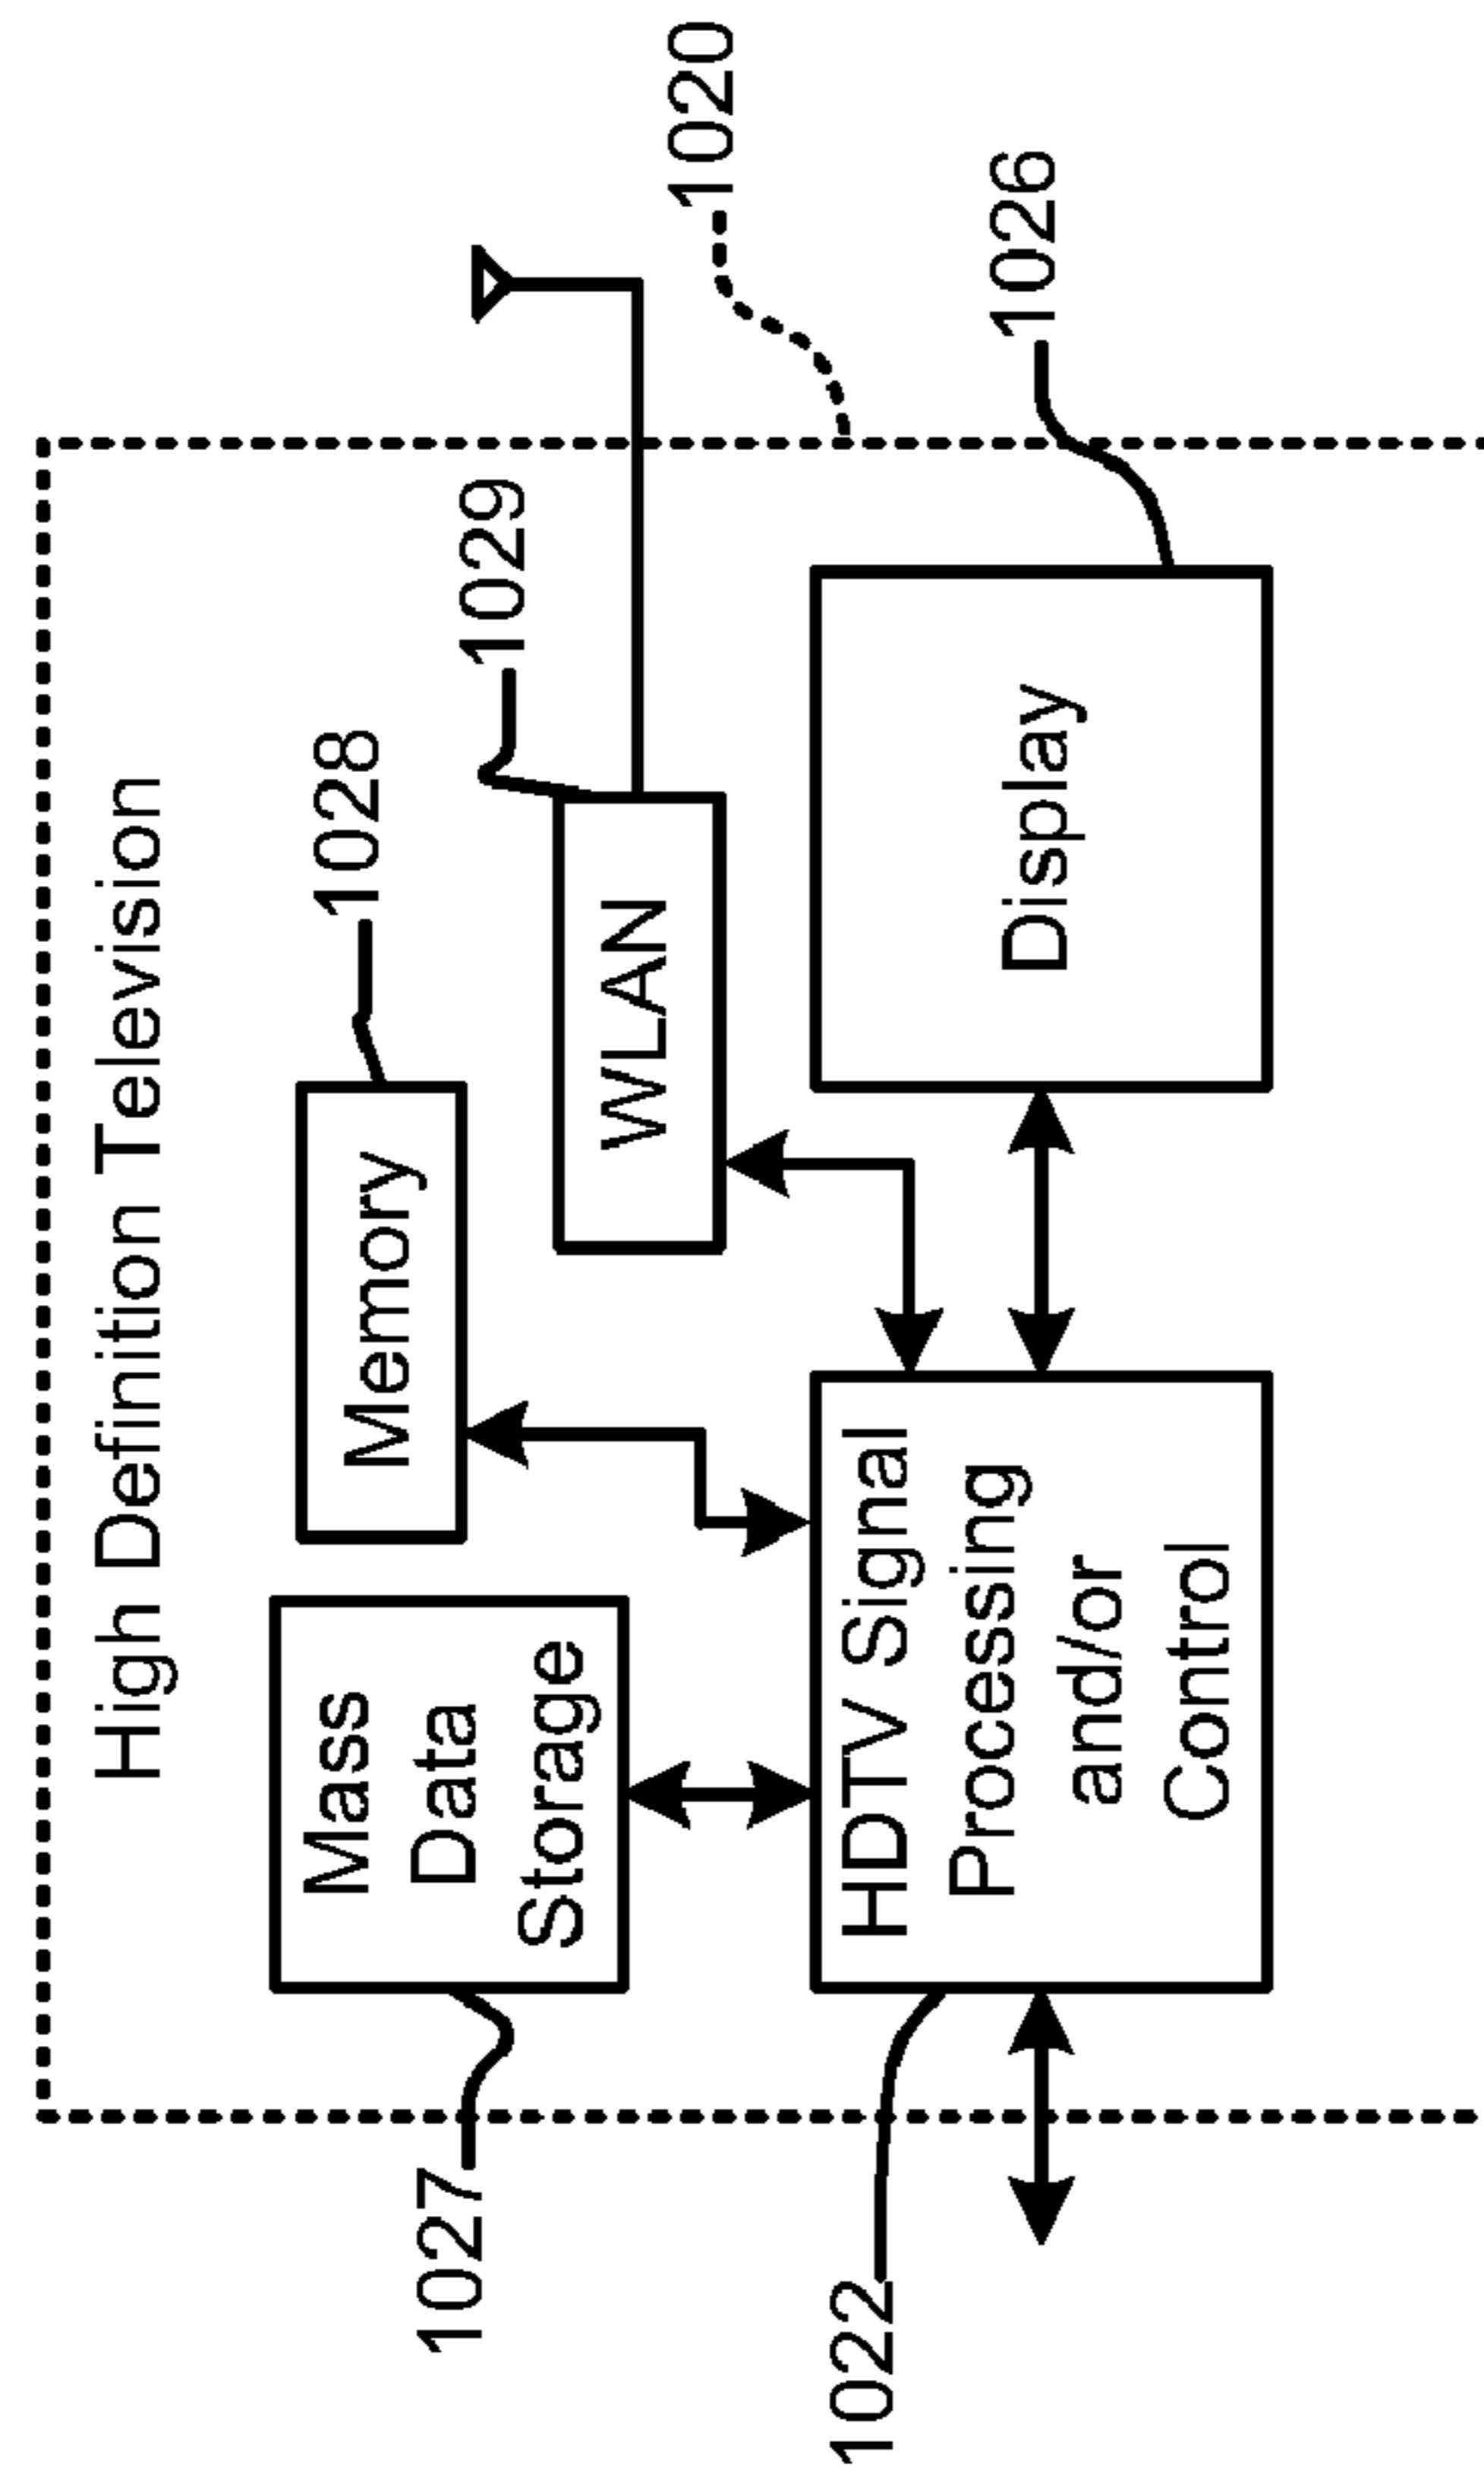 High Definition Television
1020
1027
Mass
Data
Storage
1028
Memory
1029
WLAN
1022
HDTV Signal
Processing
and/or
Control
Display
1026